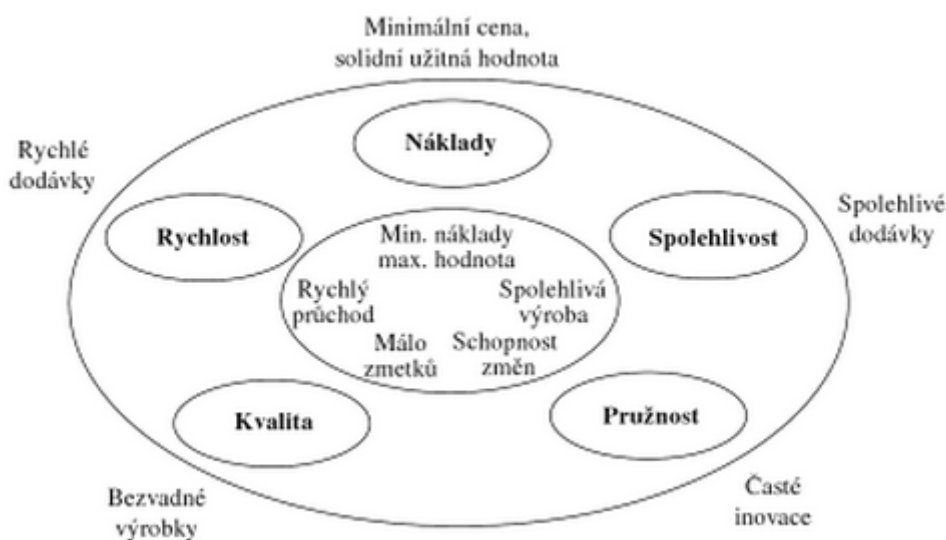 Minimální cena,
solidní užitná hodnota
Náklady
Rychlé
dodávky
Rychlost
Spolehlivost
Spolehlivé
dodávky
Min. náklady
max. hodnota
Rychlý
průchod
Spolehlivá
výroba
Málo
zmetků
Schopnost
změn
Kvalita
Pružnost
Bezvadné
výrobky
Časté
inovace